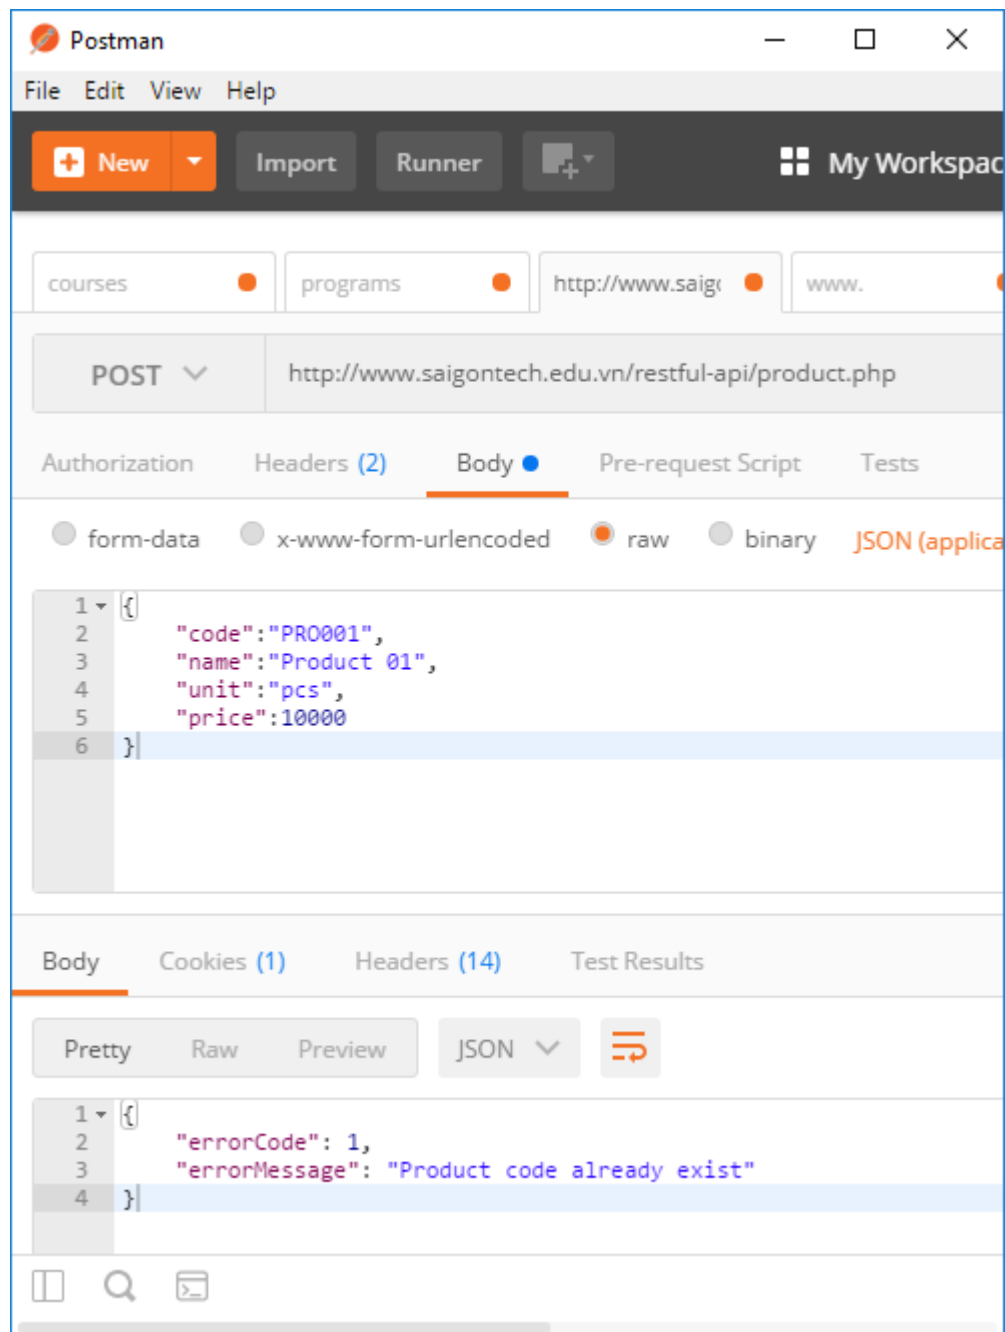 Postman
File Edit View Help
New Import Runner My Workspac
courses programs http://www.saig www.
POST http://www.saigontech.edu.vn/restful-api/product.php
Authorization Headers (2) Body Pre-request Script Tests
form-data x-www-form-urlencoded raw binary JSON (applica
1 {
2 "code":"PRO001",
3 "name":"Product 01",
4 "unit":"pcs",
5 "price":10000
6 }
Body Cookies (1) Headers (14) Test Results
Pretty Raw Preview JSON
1 {
2 "errorCode": 1,
3 "errorMessage": "Product code already exist"
4 }